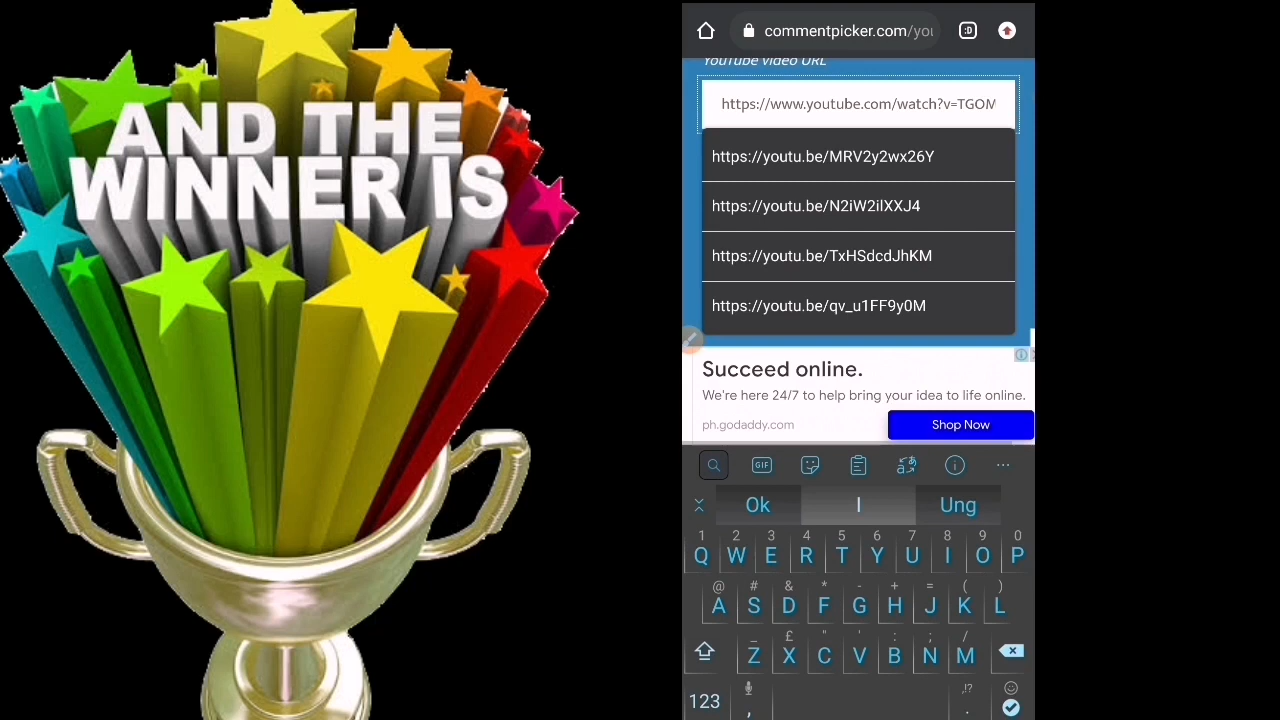 AND THE
WINNER IS
:D
commentpicker.com/you
YouTube Video URL
https://www.youtube.com/watch?v=TGOM
https://youtu.be/MRV2y2wx26Y
https://youtu.be/N2iW2ilXXJ4
https://youtu.be/TxHSdcdJhKM
https://youtu.be/qv_u1FF9y0M
Succeed online.
We're here 24/7 to help bring your idea to life online.
ph.godaddy.com
Shop Now
GIF
Ok I Ung
1 2 3 4 5 6 7 8 9 0
Q W E R T Y U I O P
@ # & * - + = ( )
A S D F G H J K L
_ £ " ' : ; /
Z X C V B N M
,!?
123 , .